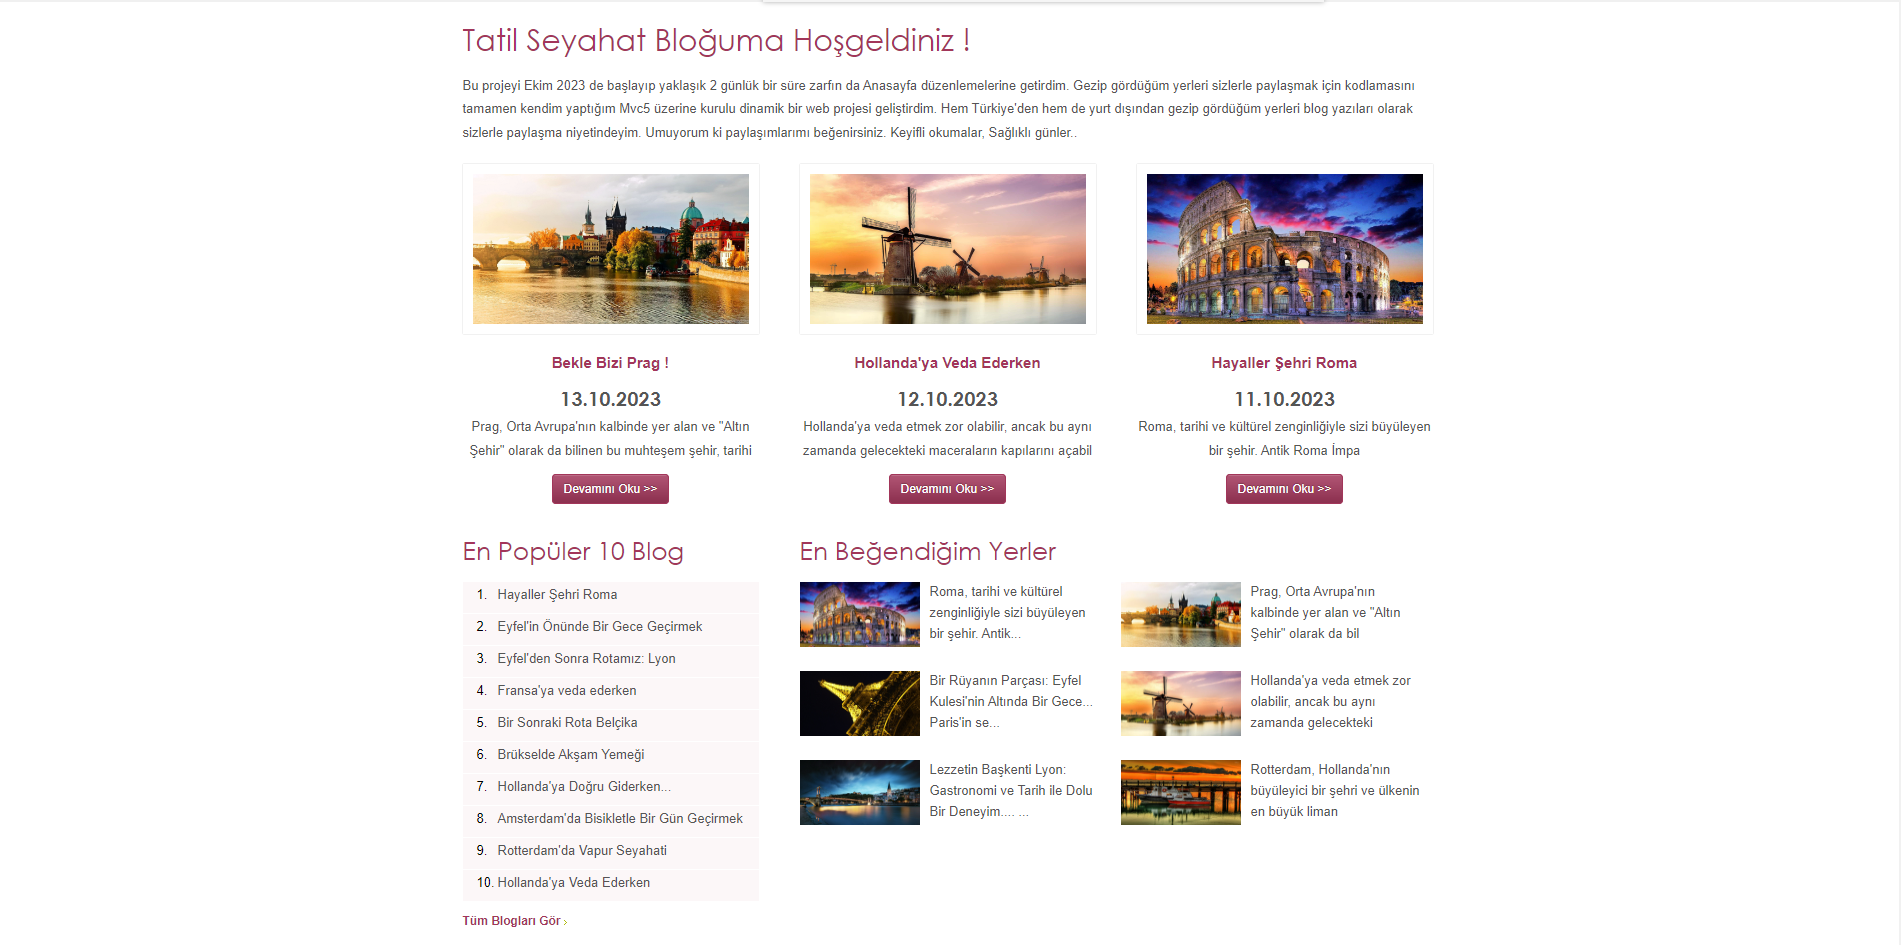 Tatil Seyahat Bloğuma Hoşgeldiniz !
Bu projeyi Ekim 2023 de başlayıp yaklaşık 2 günlük bir süre zarfın da Anasayfa düzenlemelerine getirdim. Gezip gördüğüm yerleri sizlerle paylaşmak için kodlamasını
tamamen kendim yaptığım Mvc5 üzerine kurulu dinamik bir web projesi geliştirdim. Hem Türkiye'den hem de yurt dışından gezip gördüğüm yerleri blog yazıları olarak
sizlerle paylaşma niyetindeyim. Umuyorum ki paylaşımlarımı beğenirsiniz. Keyifli okumalar, Sağlıklı günler..
Bekle Bizi Prag !
13.10.2023
Prag, Orta Avrupa'nın kalbinde yer alan ve "Altın
Şehir" olarak da bilinen bu muhteşem şehir, tarihi
Devamını Oku >>
Hollanda'ya Veda Ederken
12.10.2023
Hollanda'ya veda etmek zor olabilir, ancak bu aynı
zamanda gelecekteki maceraların kapılarını açabil
Devamını Oku >>
Hayaller Şehri Roma
11.10.2023
Roma, tarihi ve kültürel zenginliğiyle sizi büyüleyen
bir şehir. Antik Roma İmpa
Devamını Oku >>
En Popüler 10 Blog
1. Hayaller Şehri Roma
2. Eyfel'in Önünde Bir Gece Geçirmek
3. Eyfel'den Sonra Rotamız: Lyon
4. Fransa'ya veda ederken
5. Bir Sonraki Rota Belçika
6. Brükselde Akşam Yemeği
7. Hollanda'ya Doğru Giderken...
8. Amsterdam'da Bisikletle Bir Gün Geçirmek
9. Rotterdam'da Vapur Seyahati
10. Hollanda'ya Veda Ederken
Tüm Blogları Gör ›
En Beğendiğim Yerler
Roma, tarihi ve kültürel
zenginliğiyle sizi büyüleyen
bir şehir. Antik...
Bir Rüyanın Parçası: Eyfel
Kulesi'nin Altında Bir Gece...
Paris'in se...
Lezzetin Başkenti Lyon:
Gastronomi ve Tarih ile Dolu
Bir Deneyim.... ...
Prag, Orta Avrupa'nın
kalbinde yer alan ve "Altın
Şehir" olarak da bil
Hollanda'ya veda etmek zor
olabilir, ancak bu aynı
zamanda gelecekteki
Rotterdam, Hollanda'nın
büyüleyici bir şehri ve ülkenin
en büyük liman